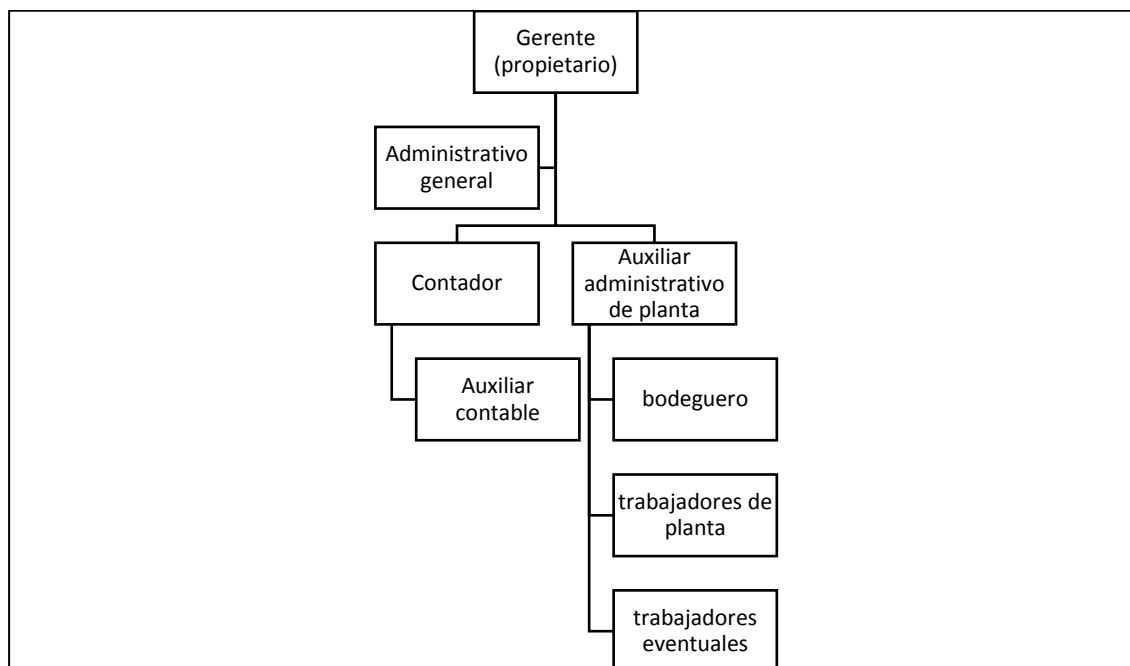 Gerente
(propietario)
Administrativo
general
Contador
Auxiliar
administrativo
de planta
Auxiliar
contable
bodeguero
trabajadores de
planta
trabajadores
eventuales